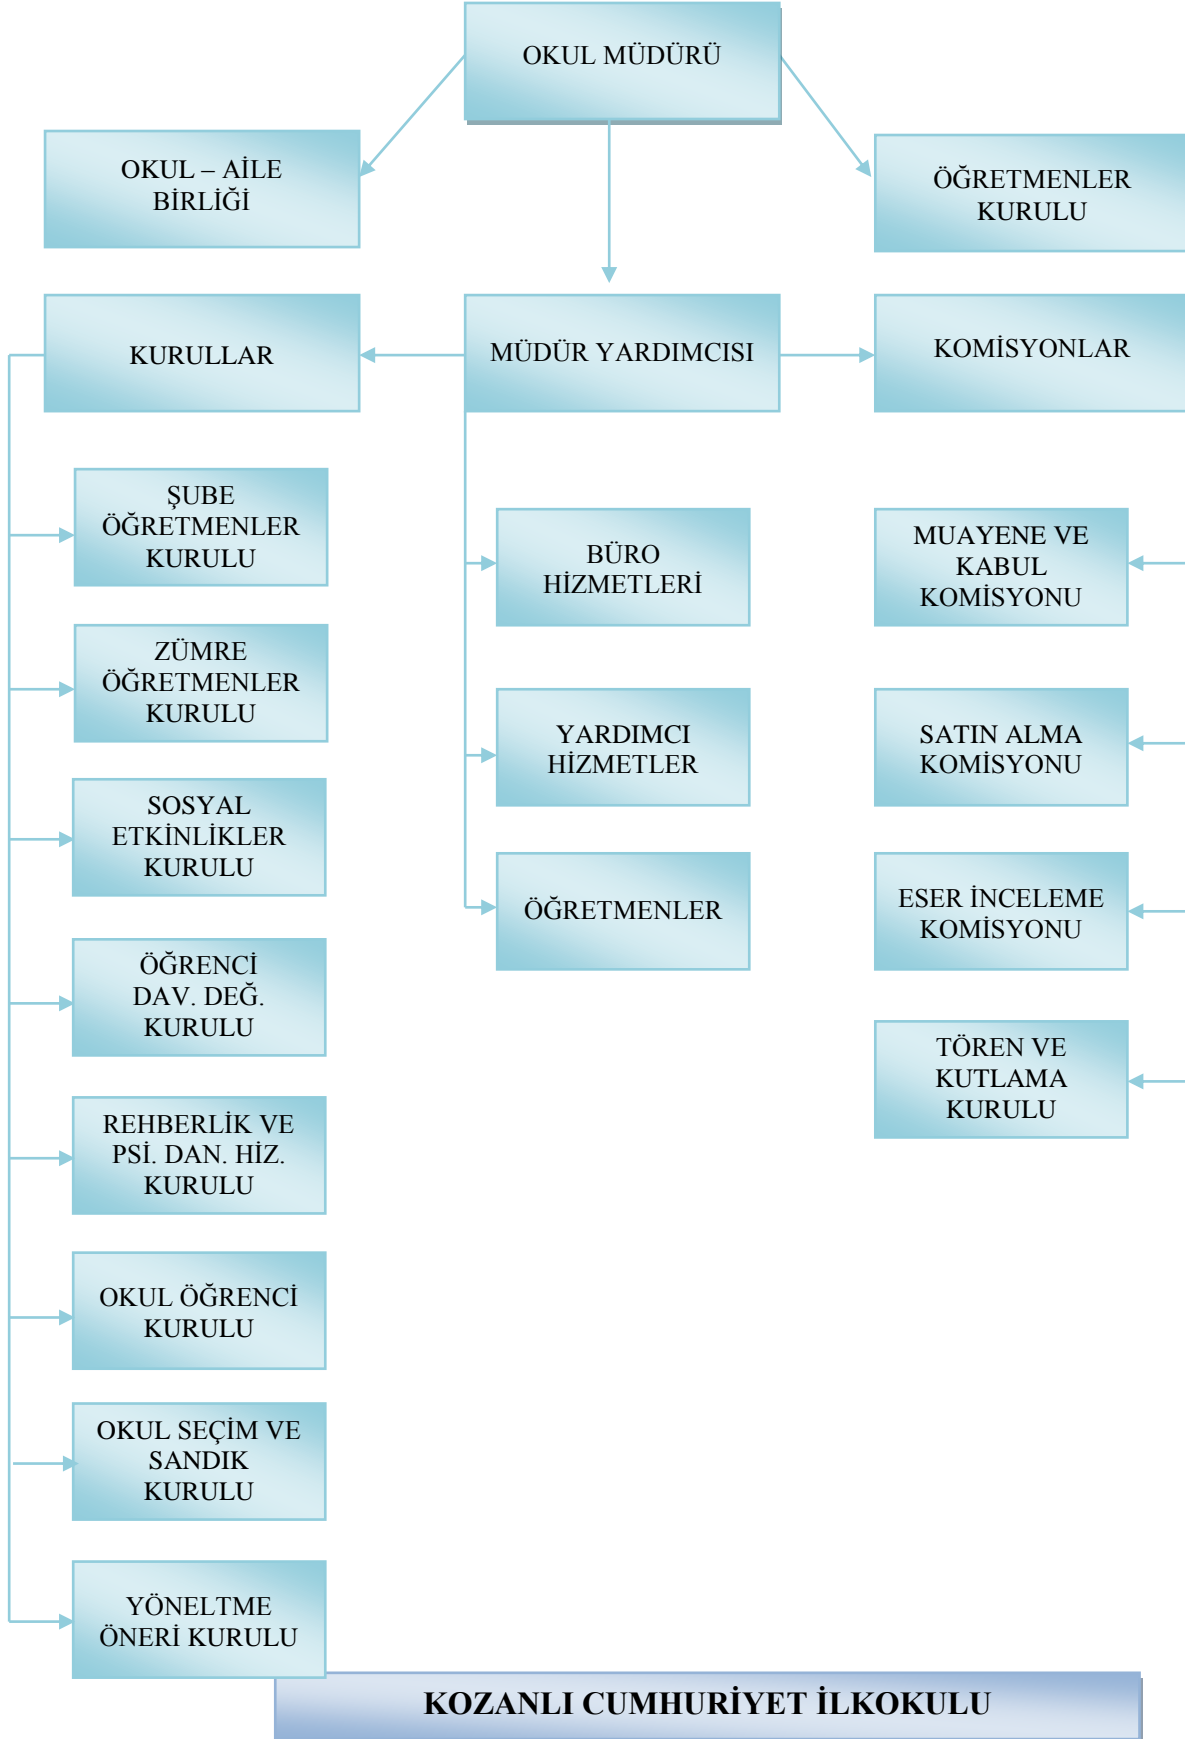 OKUL MÜDÜRÜ
OKUL – AİLE
BİRLİĞİ
ÖĞRETMENLER
KURULU
KURULLAR
MÜDÜR YARDIMCISI
KOMİSYONLAR
ŞUBE
ÖĞRETMENLER
KURULU
ZÜMRE
ÖĞRETMENLER
KURULU
SOSYAL
ETKİNLİKLER
KURULU
ÖĞRENCİ
DAV. DEĞ.
KURULU
REHBERLİK VE
PSİ. DAN. HİZ.
KURULU
OKUL ÖĞRENCİ
KURULU
OKUL SEÇİM VE
SANDIK
KURULU
YÖNELTME
ÖNERİ KURULU
BÜRO
HİZMETLERİ
YARDIMCI
HİZMETLER
ÖĞRETMENLER
MUAYENE VE
KABUL
KOMİSYONU
SATIN ALMA
KOMİSYONU
ESER İNCELEME
KOMİSYONU
TÖREN VE
KUTLAMA
KURULU
KOZANLI CUMHURİYET İLKOKULU